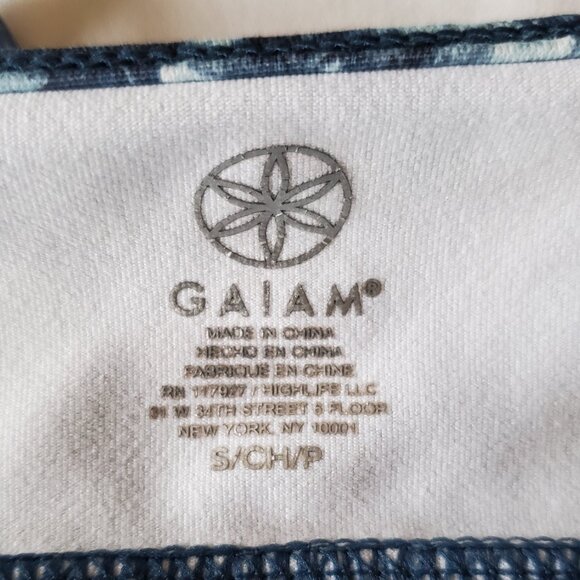 GAIAM®
MADE IN CHINA
HECHO EN CHINA
FABRIQUÉ EN CHINE
RN 117927 / HIGHLIFE LLC
31 W 34TH STREET 6 FLOOR
NEW YORK, NY 10001
S/CH/P